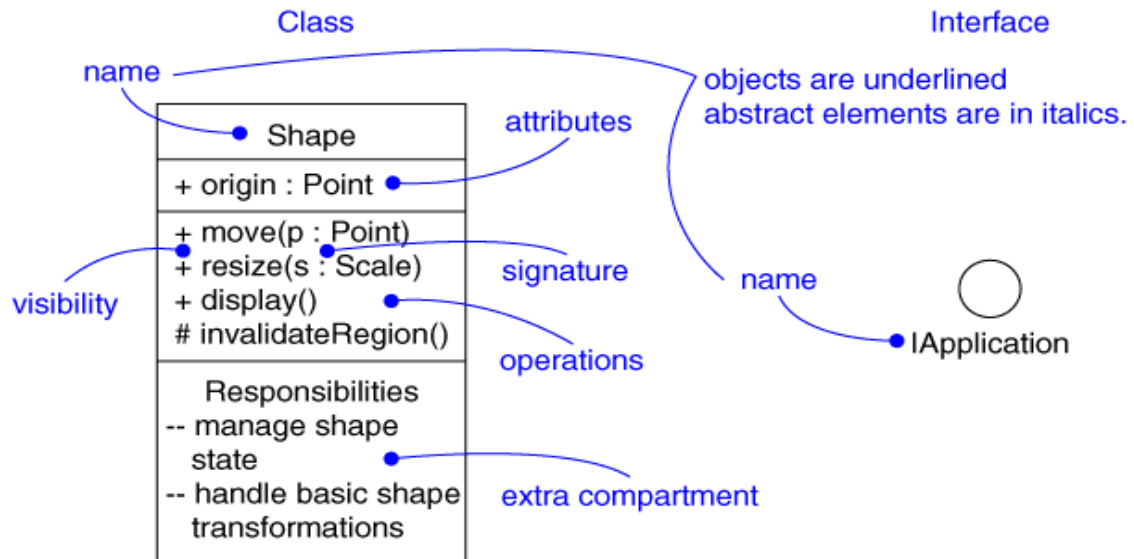 Class
Interface
name
objects are underlined
abstract elements are in italics.
Shape
attributes
+ origin : Point
+ move(p : Point)
+ resize(s : Scale)
+ display()
# invalidateRegion()
visibility
signature
operations
name
IApplication
Responsibilities
-- manage shape
state
-- handle basic shape
transformations
extra compartment